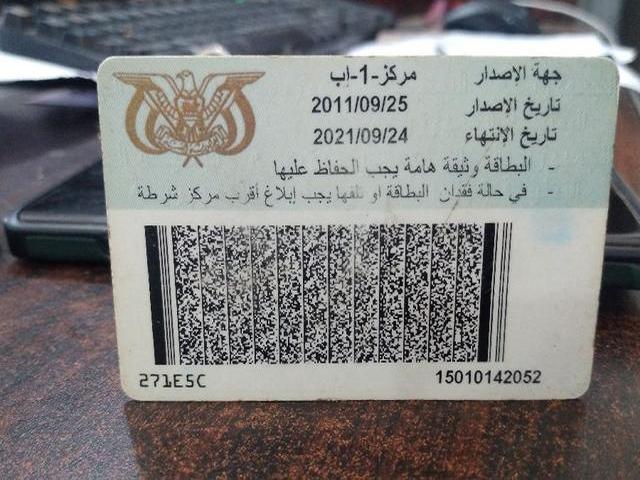 جهة الإصدار مركز-1-اب
تاريخ الإصدار 2011/09/25
تاريخ الإنتهاء 2021/09/24
- البطاقة وثيقة هامة يجب الحفاظ عليها
- في حالة فقدان البطاقة او تلفها يجب إبلاغ أقرب مركز شرطة
271E5C 15010142052